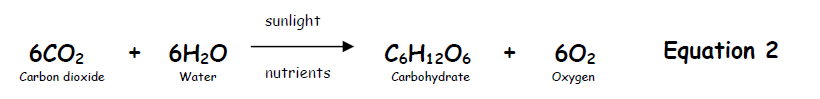 sunlight
6CO₂ + 6H₂O C₆H₁₂O₆ + 6O₂ Equation 2
nutrients
Carbon dioxide Water Carbohydrate Oxygen